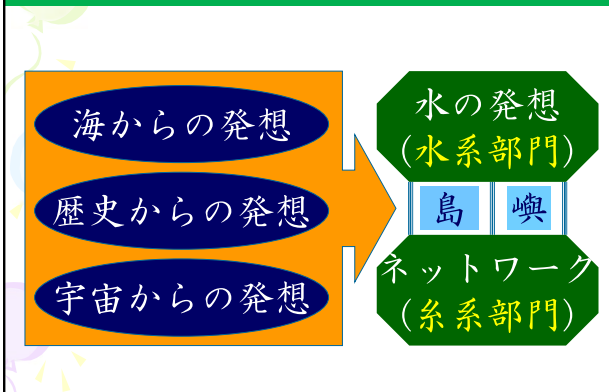 海からの発想
歴史からの発想
宇宙からの発想
水の発想
(水系部門)
島 嶼
ネットワーク
(糸系部門)